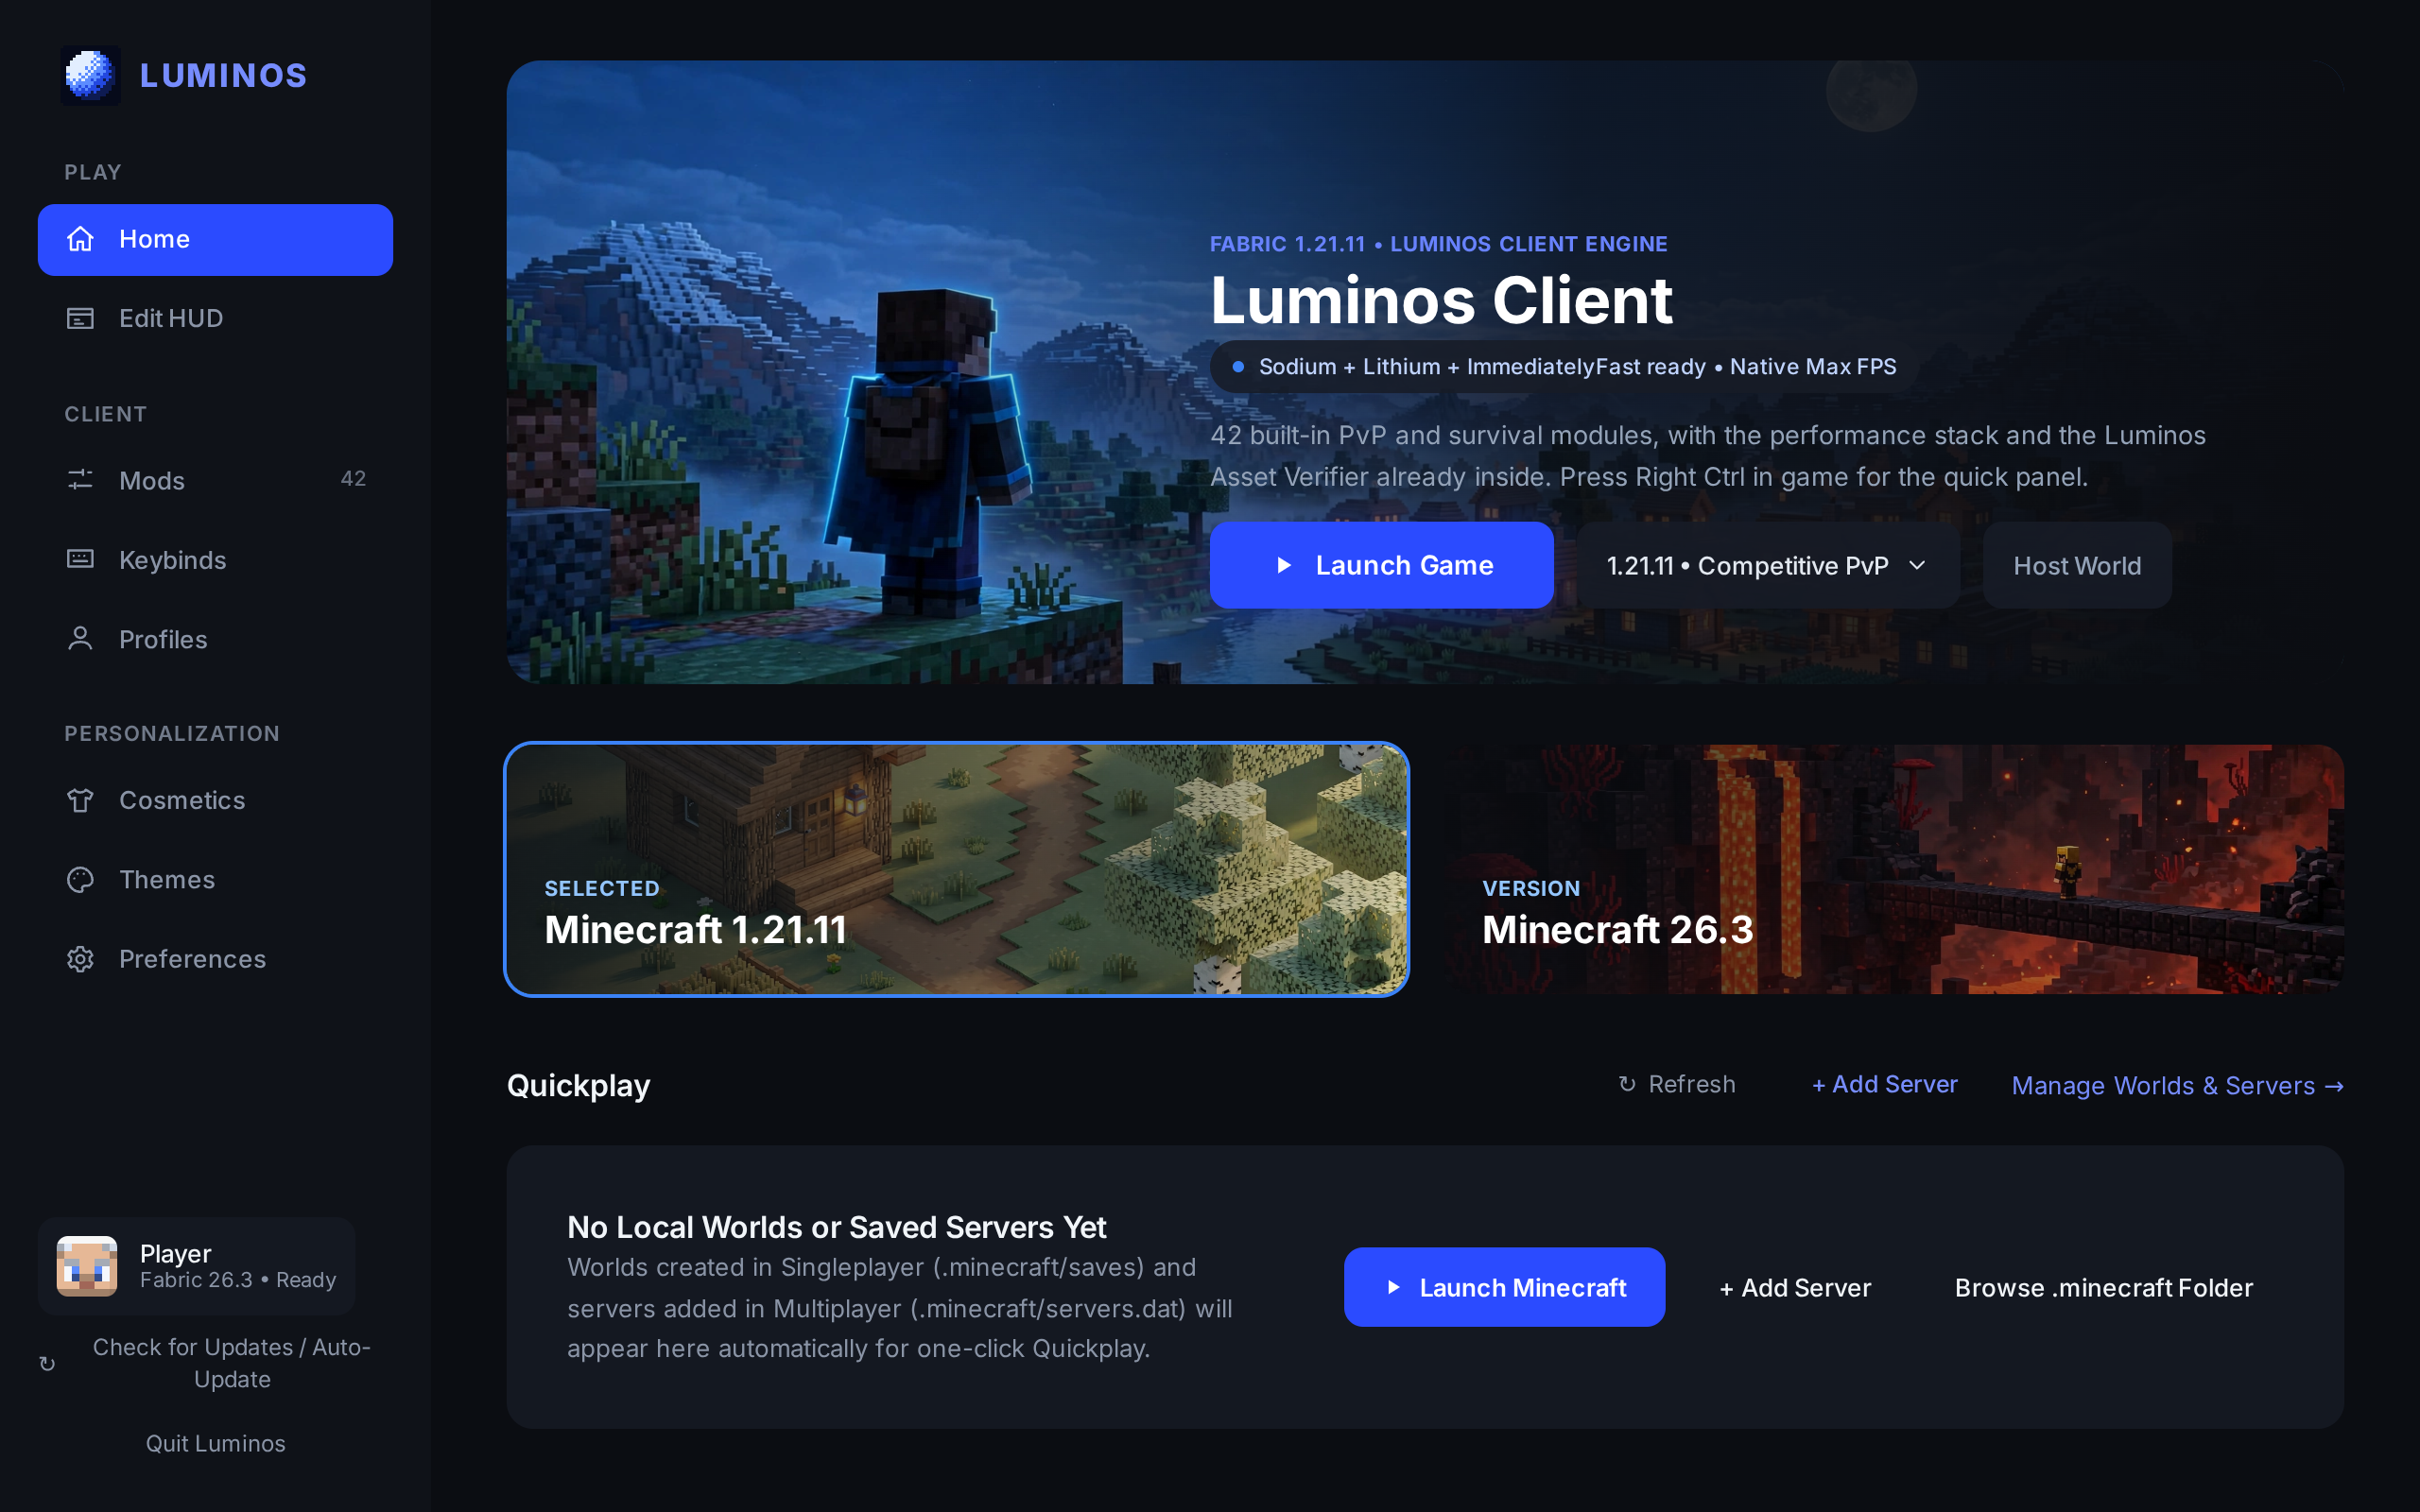 LUMINOS
PLAY
Home
Edit HUD
CLIENT
Mods 42
Keybinds
Profiles
PERSONALIZATION
Cosmetics
Themes
Preferences
Player
Fabric 26.3 • Ready
↻ Check for Updates / Auto-
Update
Quit Luminos
FABRIC 1.21.11 • LUMINOS CLIENT ENGINE
Luminos Client
Sodium + Lithium + ImmediatelyFast ready • Native Max FPS
42 built-in PvP and survival modules, with the performance stack and the Luminos
Asset Verifier already inside. Press Right Ctrl in game for the quick panel.
Launch Game
1.21.11 • Competitive PvP
Host World
SELECTED
Minecraft 1.21.11
VERSION
Minecraft 26.3
Quickplay
↻ Refresh
+ Add Server
Manage Worlds & Servers →
No Local Worlds or Saved Servers Yet
Worlds created in Singleplayer (.minecraft/saves) and
servers added in Multiplayer (.minecraft/servers.dat) will
appear here automatically for one-click Quickplay.
Launch Minecraft
+ Add Server
Browse .minecraft Folder